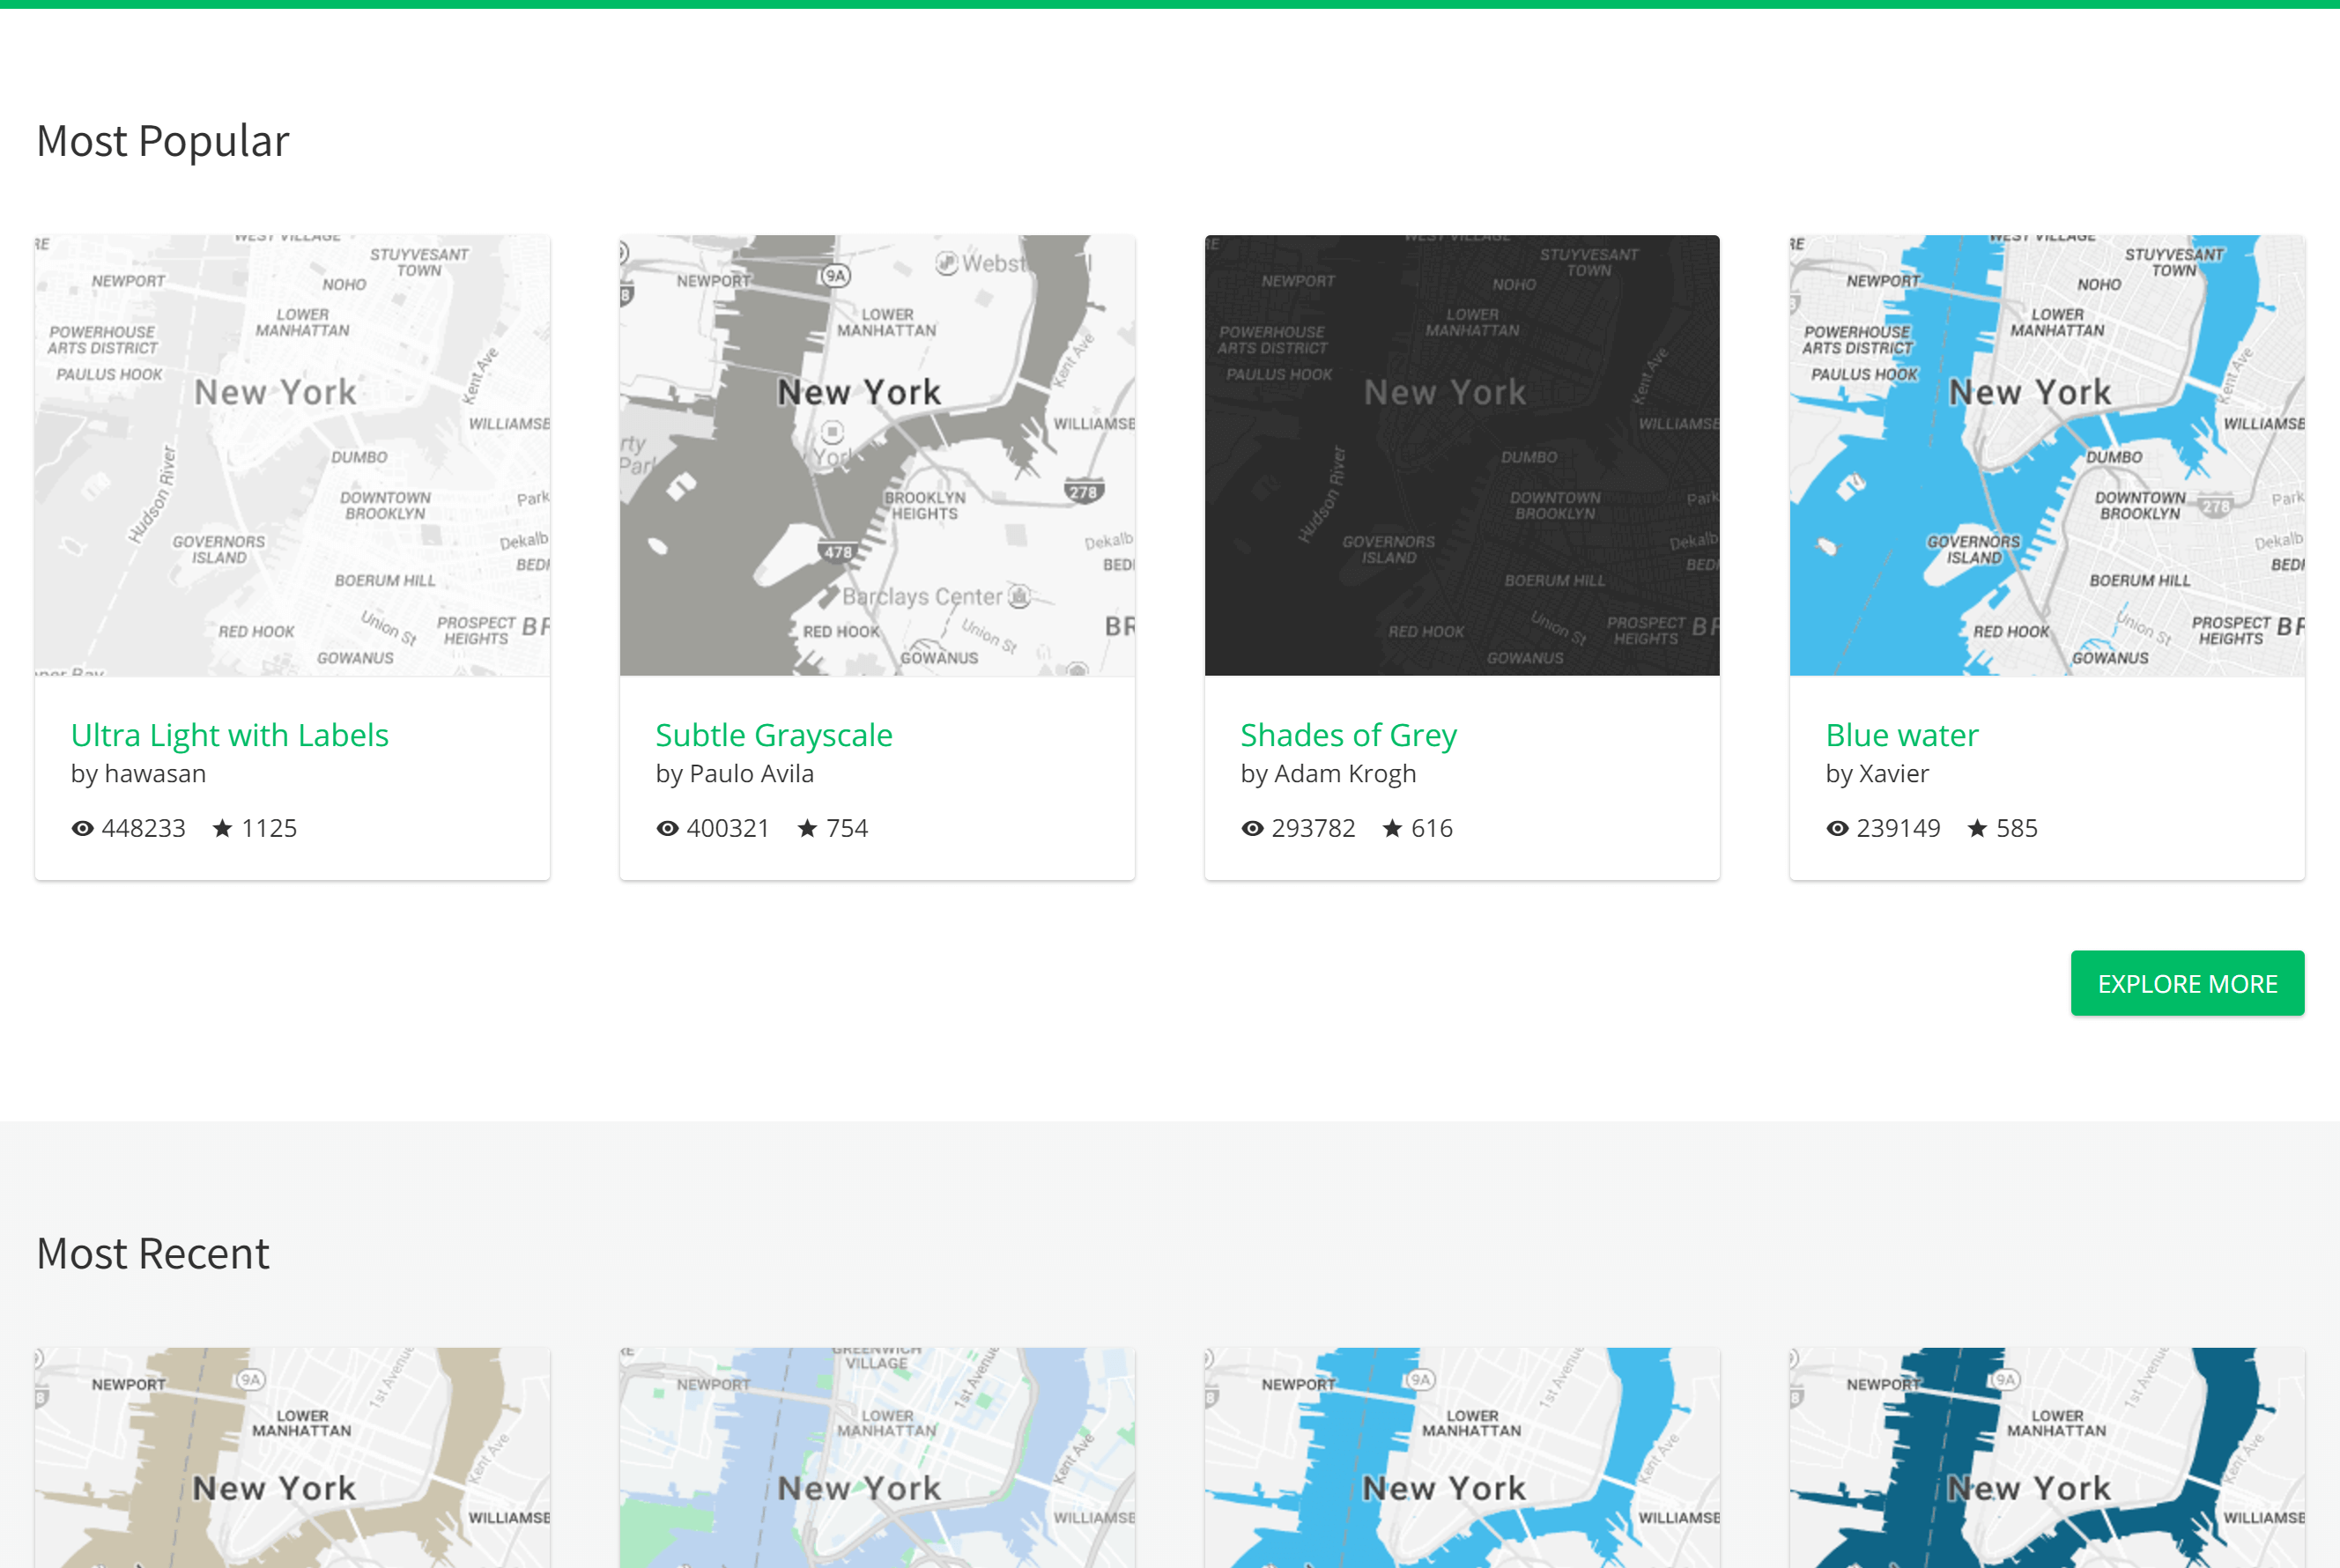 Most Popular
RE
WEST VILLAGE
STUYVESANT
TOWN
NEWPORT
NOHO
LOWER
MANHATTAN
POWERHOUSE
ARTS DISTRICT
PAULUS HOOK
Kent Ave
New York
WILLIAMSB
DUMBO
Hudson River
DOWNTOWN
BROOKLYN
Park
GOVERNORS
ISLAND
Dekalb
BOERUM HILL
Union St
RED HOOK
PROSPECT
HEIGHTS
GOWANUS
Ultra Light with Labels
by hawasan
448233 1125
9A
Webst
NEWPORT
LOWER
MANHATTAN
Kent Ave
New York
WILLIAMSB
York
278
BROOKLYN
HEIGHTS
478
Dekalb
Barclays Center
RED HOOK
Union St
GOWANUS
Subtle Grayscale
by Paulo Avila
400321 754
RE
WEST VILLAGE
STUYVESANT
TOWN
NEWPORT
NOHO
LOWER
MANHATTAN
POWERHOUSE
ARTS DISTRICT
PAULUS HOOK
Kent Ave
New York
WILLIAMSB
DUMBO
Hudson River
DOWNTOWN
BROOKLYN
Park
GOVERNORS
ISLAND
Dekalb
BOERUM HILL
Union St
RED HOOK
PROSPECT
HEIGHTS
GOWANUS
Shades of Grey
by Adam Krogh
293782 616
RE
WEST VILLAGE
STUYVESANT
TOWN
NEWPORT
NOHO
LOWER
MANHATTAN
POWERHOUSE
ARTS DISTRICT
PAULUS HOOK
Kent Ave
New York
WILLIAMSB
DUMBO
DOWNTOWN
BROOKLYN
278
Park
GOVERNORS
ISLAND
Dekalb
BOERUM HILL
Union St
RED HOOK
PROSPECT
HEIGHTS
GOWANUS
Blue water
by Xavier
239149 585
EXPLORE MORE
Most Recent
9A
1st Avenue
NEWPORT
LOWER
MANHATTAN
Kent Ave
New York
WILLIAMSB
GREENWICH
VILLAGE
1st Avenue
NEWPORT
LOWER
MANHATTAN
Kent Ave
New York
WILLIAMSB
9A
1st Avenue
NEWPORT
LOWER
MANHATTAN
Kent Ave
New York
WILLIAMSB
9A
1st Avenue
NEWPORT
LOWER
MANHATTAN
Kent Ave
New York
WILLIAMSB